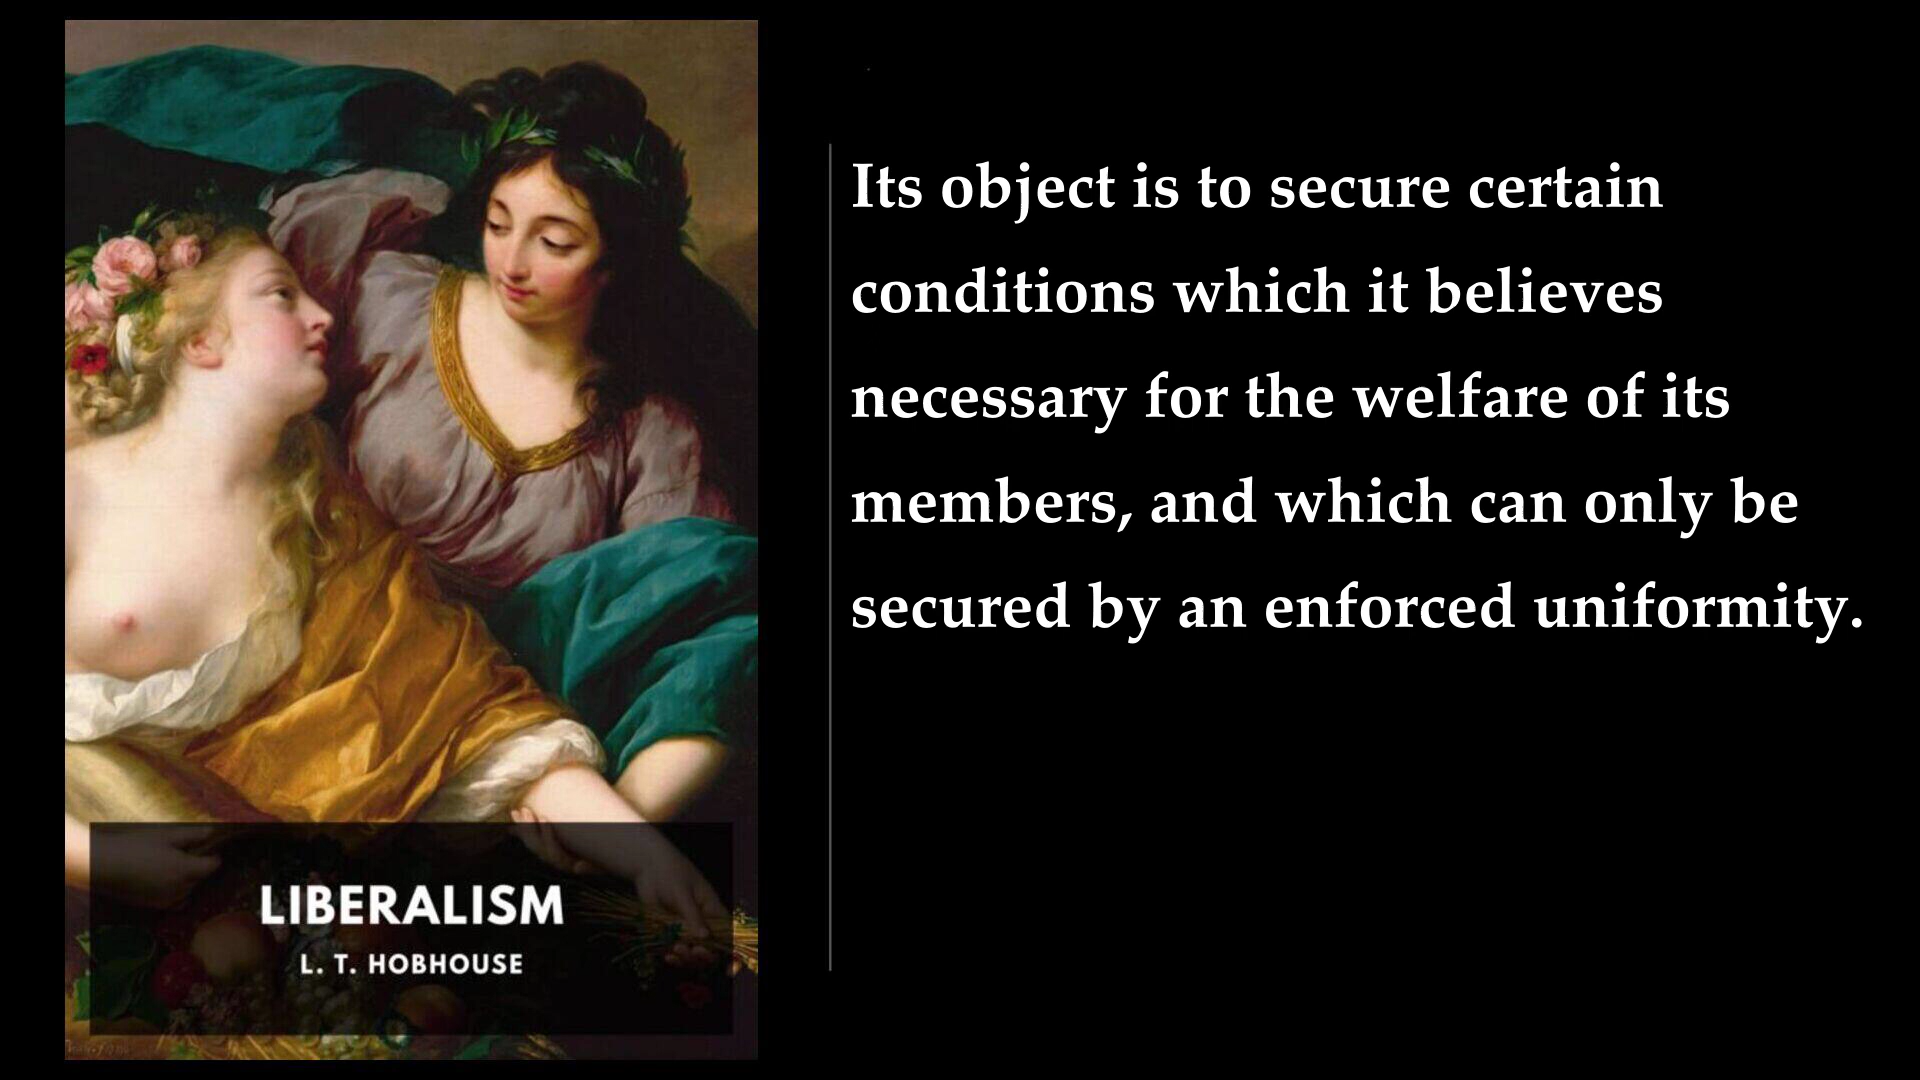 Its object is to secure certain
conditions which it believes
necessary for the welfare of its
members, and which can only be
secured by an enforced uniformity.
LIBERALISM
L. T. HOBHOUSE